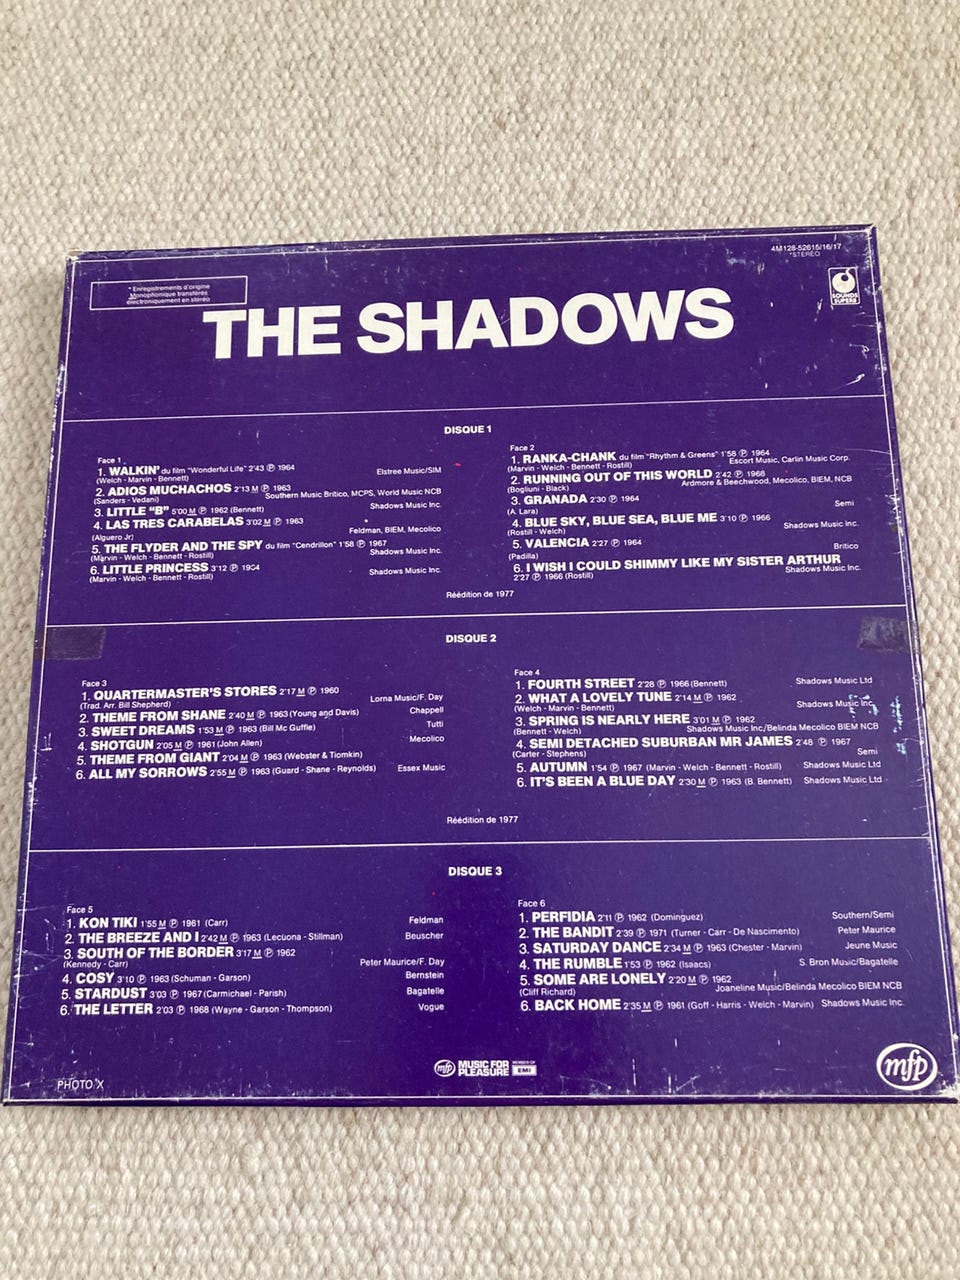 4M128-52615/16/17
*STEREO
* Enregistrements d'origine
Monophonique transférés
électroniquement en stéréo
SOUNDS
SUPERB
THE SHADOWS
DISQUE 1
Face 1
1. WALKIN' du film "Wonderful Life" 2'43 Ⓟ 1964 Elstree Music/SIM
(Welch - Marvin - Bennett)
2. ADIOS MUCHACHOS 2'13 M Ⓟ 1963
(Sanders - Vedani) Southern Music Britico, MCPS, World Music NCB
3. LITTLE "B" 5'00 M Ⓟ 1962 (Bennett) Shadows Music Inc.
4. LAS TRES CARABELAS 3'02 M Ⓟ 1963
(Alguero Jr) Feldman, BIEM, Mecolico
5. THE FLYDER AND THE SPY du film "Cendrillon" 1'58 Ⓟ 1967
(Marvin - Welch - Bennett - Rostill) Shadows Music Inc.
6. LITTLE PRINCESS 3'12 Ⓟ 1964
(Marvin - Welch - Bennett - Rostill) Shadows Music Inc.
Face 2
1. RANKA-CHANK du film "Rhythm & Greens" 1'58 Ⓟ 1964
(Marvin - Welch - Bennett - Rostill) Escort Music, Carlin Music Corp.
2. RUNNING OUT OF THIS WORLD 2'42 Ⓟ 1968
(Bogliuni - Black) Ardmore & Beechwood, Mecolico, BIEM, NCB
3. GRANADA 2'30 Ⓟ 1964
(A. Lara) Semi
4. BLUE SKY, BLUE SEA, BLUE ME 3'10 Ⓟ 1966
(Rostill - Welch) Shadows Music Inc.
5. VALENCIA 2'27 Ⓟ 1964
(Padilla) Britico
6. I WISH I COULD SHIMMY LIKE MY SISTER ARTHUR
2'27 Ⓟ 1966 (Rostill) Shadows Music Inc.
Réédition de 1977
DISQUE 2
Face 3
1. QUARTERMASTER'S STORES 2'17 M Ⓟ 1960
(Trad. Arr. Bill Shepherd) Lorna Music/F. Day
2. THEME FROM SHANE 2'40 M Ⓟ 1963 (Young and Davis) Chappell
3. SWEET DREAMS 1'53 M Ⓟ 1963 (Bill Mc Guffle) Tutti
4. SHOTGUN 2'05 M Ⓟ 1961 (John Allen) Mecolico
5. THEME FROM GIANT 2'04 M Ⓟ 1963 (Webster & Tiomkin)
6. ALL MY SORROWS 2'55 M Ⓟ 1963 (Guard - Shane - Reynolds) Essex Music
Face 4
1. FOURTH STREET 2'28 Ⓟ 1966 (Bennett) Shadows Music Ltd
2. WHAT A LOVELY TUNE 2'14 M Ⓟ 1962
(Welch - Marvin - Bennett) Shadows Music Inc.
3. SPRING IS NEARLY HERE 3'01 M Ⓟ 1962
(Bennett - Welch) Shadows Music Inc/Belinda Mecolico BIEM NCB
4. SEMI DETACHED SUBURBAN MR JAMES 2'48 Ⓟ 1967
(Carter - Stephens) Semi
5. AUTUMN 1'54 Ⓟ 1967 (Marvin - Welch - Bennett - Rostill) Shadows Music Ltd
6. IT'S BEEN A BLUE DAY 2'30 M Ⓟ 1963 (B. Bennett) Shadows Music Ltd
Réédition de 1977
DISQUE 3
Face 5
1. KON TIKI 1'55 M Ⓟ 1961 (Carr) Feldman
2. THE BREEZE AND I 2'42 M Ⓟ 1963 (Lecuona - Stillman) Beuscher
3. SOUTH OF THE BORDER 3'17 M Ⓟ 1962
(Kennedy - Carr) Peter Maurice/F. Day
4. COSY 3'10 Ⓟ 1963 (Schuman - Garson) Bernstein
5. STARDUST 3'03 Ⓟ 1967 (Carmichael - Parish) Bagatelle
6. THE LETTER 2'03 Ⓟ 1968 (Wayne - Garson - Thompson) Vogue
Face 6
1. PERFIDIA 2'11 Ⓟ 1962 (Dominguez) Southern/Semi
2. THE BANDIT 2'39 Ⓟ 1971 (Turner - Carr - De Nascimento) Peter Maurice
3. SATURDAY DANCE 2'34 M Ⓟ 1963 (Chester - Marvin) Jeune Music
4. THE RUMBLE 1'53 Ⓟ 1962 (Isaacs) S. Bron Music/Bagatelle
5. SOME ARE LONELY 2'20 M Ⓟ 1962
(Cliff Richard) Joaneline Music/Belinda Mecolico BIEM NCB
6. BACK HOME 2'35 M Ⓟ 1961 (Goff - Harris - Welch - Marvin) Shadows Music Inc.
PHOTO X
mfp MUSIC FOR PLEASURE MEMBER OF EMI
mfp